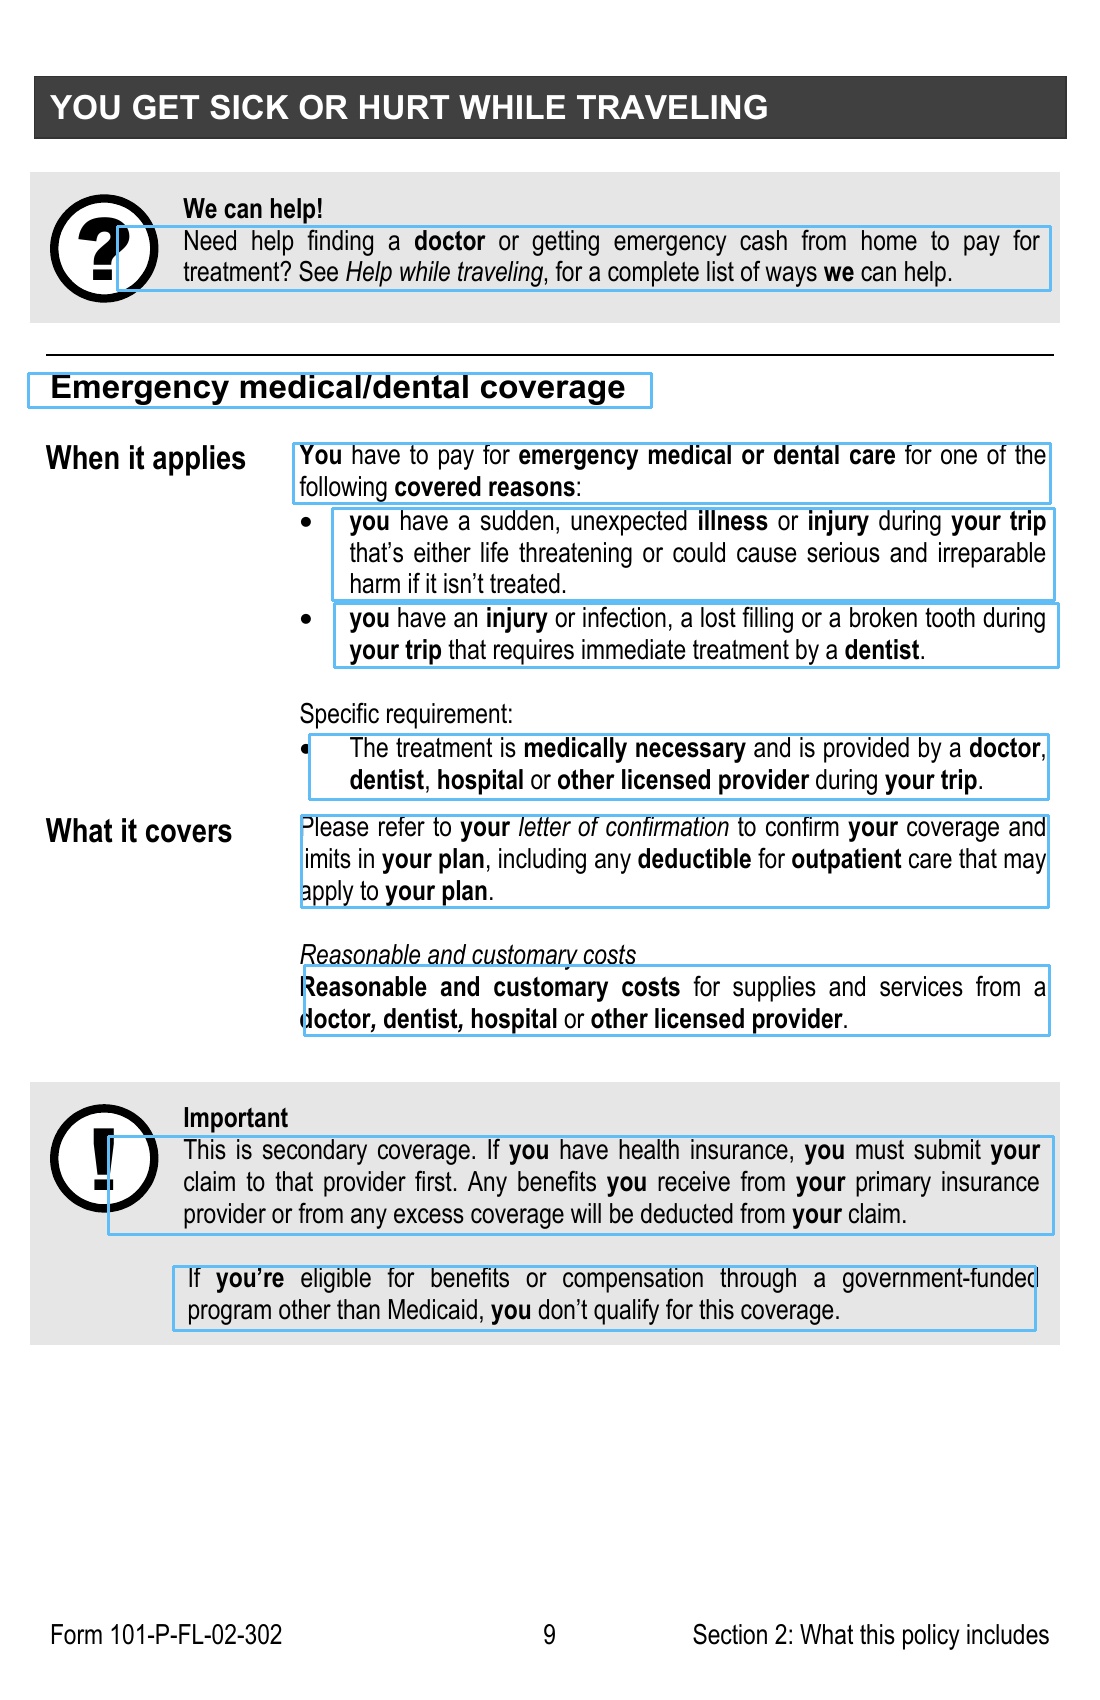 YOU GET SICK OR HURT WHILE TRAVELING
We can help!
Need help finding a doctor or getting emergency cash from home to pay for
treatment? See Help while traveling, for a complete list of ways we can help.
Emergency medical/dental coverage
When it applies
You have to pay for emergency medical or dental care for one of the
following covered reasons:
• you have a sudden, unexpected illness or injury during your trip
that’s either life threatening or could cause serious and irreparable
harm if it isn’t treated.
• you have an injury or infection, a lost filling or a broken tooth during
your trip that requires immediate treatment by a dentist.
Specific requirement:
• The treatment is medically necessary and is provided by a doctor,
dentist, hospital or other licensed provider during your trip.
What it covers
Please refer to your letter of confirmation to confirm your coverage and
limits in your plan, including any deductible for outpatient care that may
apply to your plan.
Reasonable and customary costs
Reasonable and customary costs for supplies and services from a
doctor, dentist, hospital or other licensed provider.
Important
This is secondary coverage. If you have health insurance, you must submit your
claim to that provider first. Any benefits you receive from your primary insurance
provider or from any excess coverage will be deducted from your claim.
If you’re eligible for benefits or compensation through a government-funded
program other than Medicaid, you don’t qualify for this coverage.
Form 101-P-FL-02-302 9 Section 2: What this policy includes